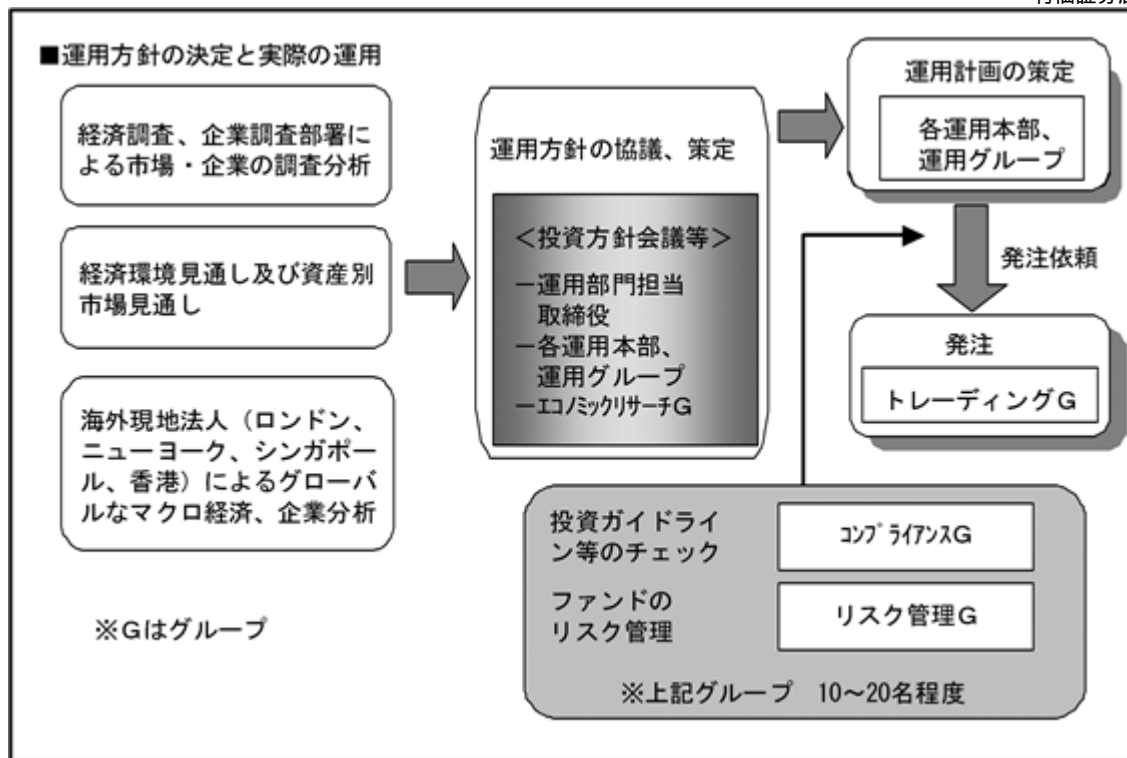 ■運用方針の決定と実際の運用
経済調査、企業調査部署に
よる市場・企業の調査分析
経済環境見通し及び資産別
市場見通し
海外現地法人（ロンドン、
ニューヨーク、シンガポー
ル、香港）によるグローバ
ルなマクロ経済、企業分析
※Gはグループ
運用方針の協議、策定
＜投資方針会議等＞
－運用部門担当
取締役
－各運用本部、
運用グループ
－ｴｺﾉﾐｯｸﾘｻｰﾁG
運用計画の策定
各運用本部、
運用グループ
発注依頼
発注
トレーディングG
投資ガイドライ
ン等のチェック
ｺﾝﾌﾟﾗｲｱﾝｽG
ファンドの
リスク管理
リスク管理G
※上記グループ　10～20名程度